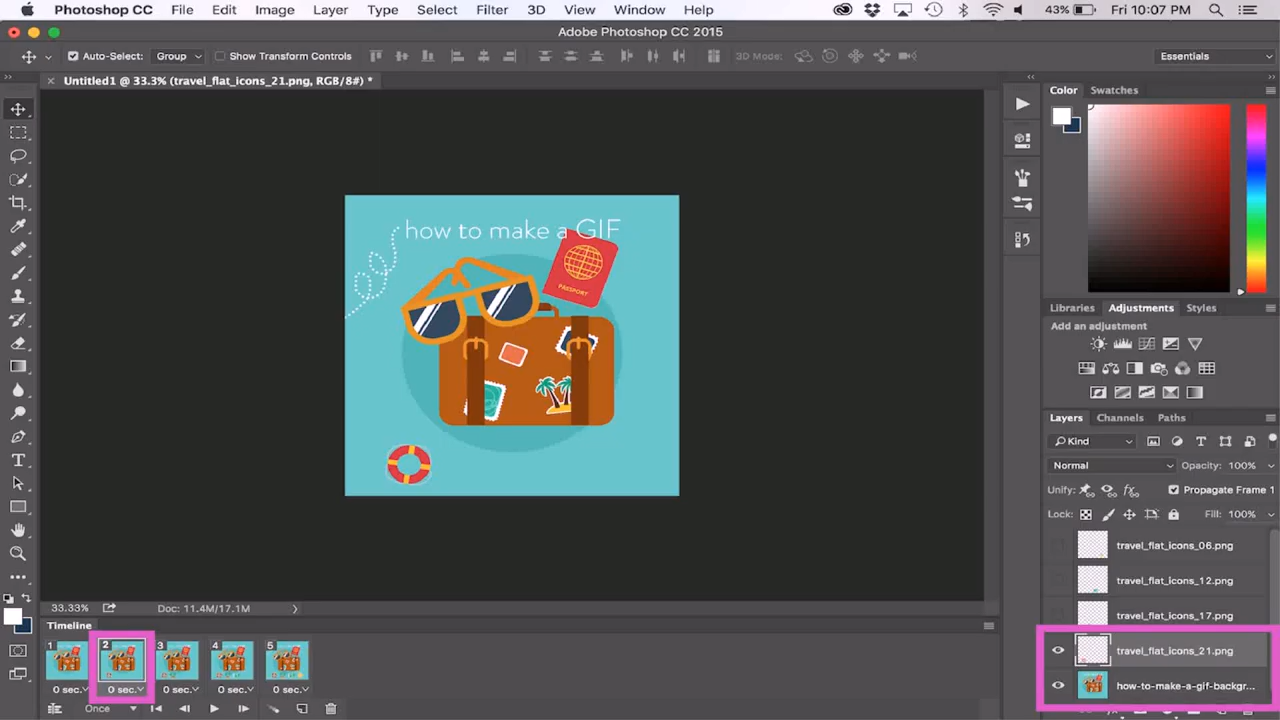 Photoshop CC File Edit Image Layer Type Select Filter 3D View Window Help 43% Fri 10:07 PM
Adobe Photoshop CC 2015
Auto-Select: Group Show Transform Controls 3D Mode: Essentials
Untitled1 @ 33.3% (travel_flat_icons_21.png, RGB/8#) *
Color Swatches
how to make a GIF
PASSPORT
Libraries Adjustments Styles
Add an adjustment
Layers Channels Paths
Kind
Normal Opacity: 100%
Unify: Propagate Frame 1
Lock: Fill: 100%
travel_flat_icons_06.png
travel_flat_icons_12.png
travel_flat_icons_17.png
travel_flat_icons_21.png
how-to-make-a-gif-backgr...
33.33% Doc: 11.4M/17.1M
Timeline
1 2 3 4 5
0 sec. 0 sec. 0 sec. 0 sec. 0 sec.
Once